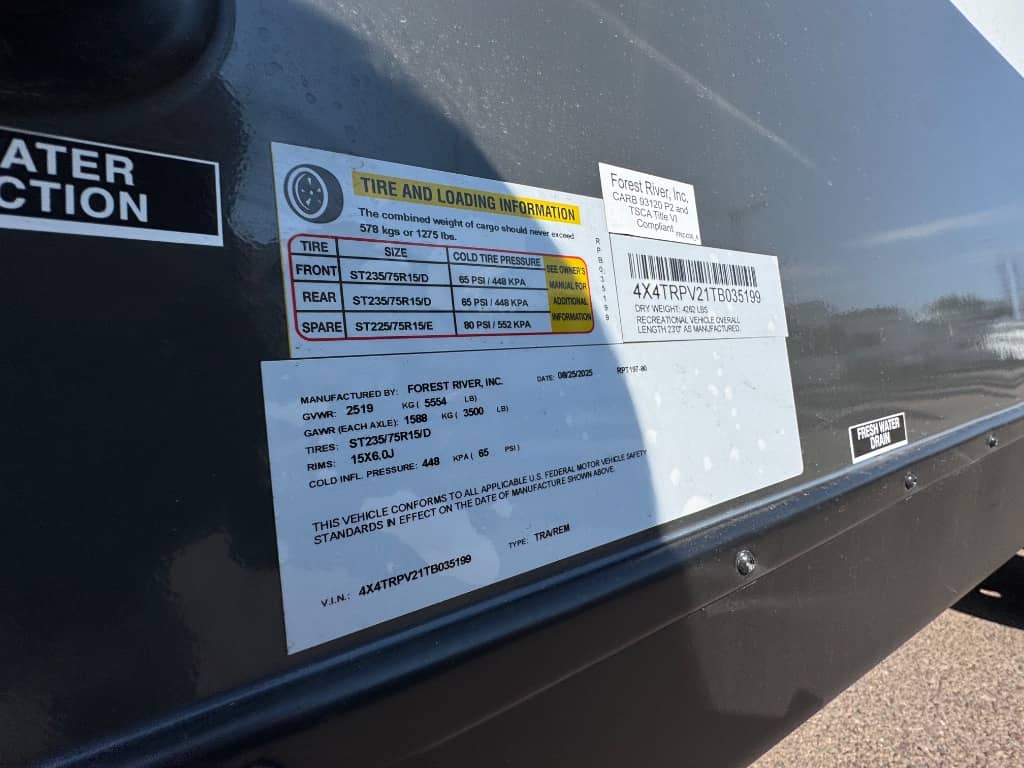 ATER
CTION
TIRE AND LOADING INFORMATION
The combined weight of cargo should never exceed
578 kgs or 1275 lbs.
TIRE SIZE COLD TIRE PRESSURE
FRONT ST235/75R15/D 65 PSI / 448 KPA
REAR ST235/75R15/D 65 PSI / 448 KPA
SPARE ST225/75R15/E 80 PSI / 552 KPA
SEE OWNER'S
MANUAL FOR
ADDITIONAL
INFORMATION
RPB035199
Forest River, Inc.
CARB 93120 P2 and
TSCA Title VI
Compliant
4X4TRPV21TB035199
DRY WEIGHT: 4262 LBS
RECREATIONAL VEHICLE OVERALL
LENGTH 23'0" AS MANUFACTURED.
MANUFACTURED BY: FOREST RIVER, INC. DATE: 08/25/2025 RPT197-90
GVWR: 2519 KG ( 5554 LB)
GAWR (EACH AXLE): 1588 KG ( 3500 LB)
TIRES: ST235/75R15/D
RIMS: 15X6.0J
COLD INFL. PRESSURE: 448 KPA ( 65 PSI)
THIS VEHICLE CONFORMS TO ALL APPLICABLE U.S. FEDERAL MOTOR VEHICLE SAFETY
STANDARDS IN EFFECT ON THE DATE OF MANUFACTURE SHOWN ABOVE.
V.I.N.: 4X4TRPV21TB035199 TYPE: TRA/REM
FRESH WATER
DRAIN